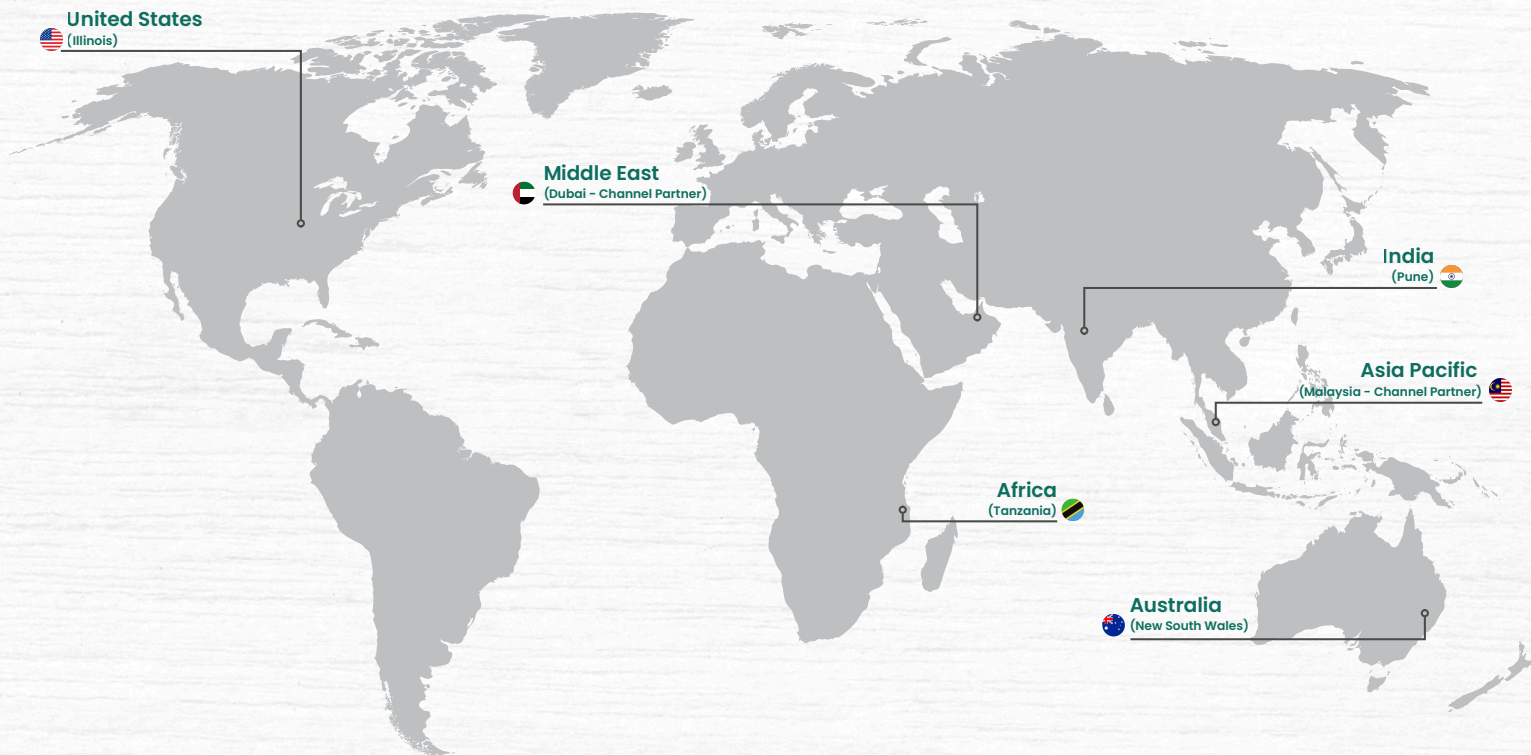 United States
(Illinois)
Middle East
(Dubai - Channel Partner)
India
(Pune)
Asia Pacific
(Malaysia - Channel Partner)
Africa
(Tanzania)
Australia
(New South Wales)